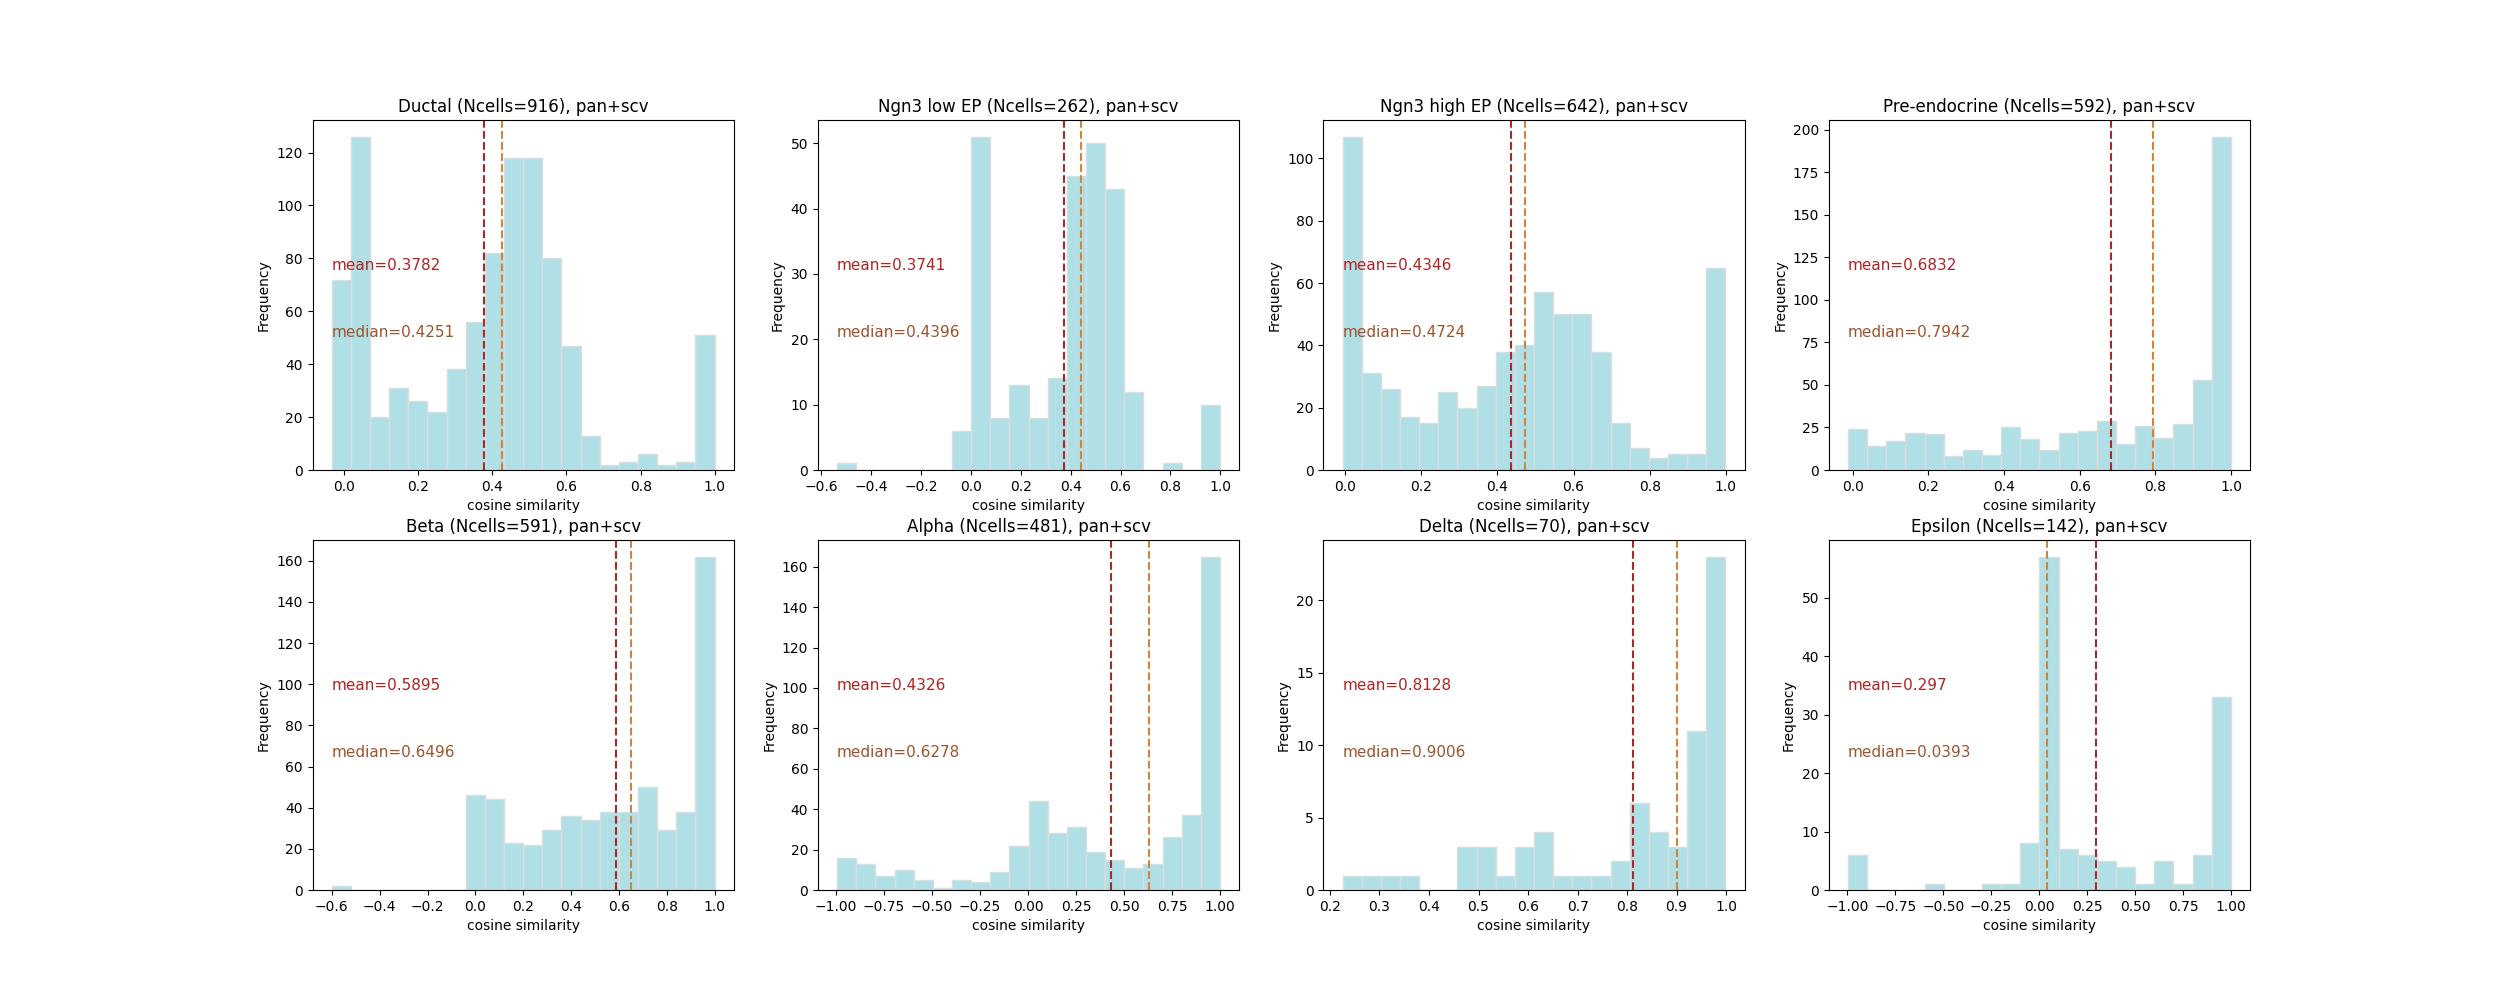 Ductal (Ncells=916), pan+scv
Frequency
120
100
80
60
40
20
0
mean=0.3782
median=0.4251
0.0 0.2 0.4 0.6 0.8 1.0
cosine similarity
Ngn3 low EP (Ncells=262), pan+scv
Frequency
50
40
30
20
10
0
mean=0.3741
median=0.4396
−0.6 −0.4 −0.2 0.0 0.2 0.4 0.6 0.8 1.0
cosine similarity
Ngn3 high EP (Ncells=642), pan+scv
Frequency
100
80
60
40
20
0
mean=0.4346
median=0.4724
0.0 0.2 0.4 0.6 0.8 1.0
cosine similarity
Pre-endocrine (Ncells=592), pan+scv
Frequency
200
175
150
125
100
75
50
25
0
mean=0.6832
median=0.7942
0.0 0.2 0.4 0.6 0.8 1.0
cosine similarity
Beta (Ncells=591), pan+scv
Frequency
160
140
120
100
80
60
40
20
0
mean=0.5895
median=0.6496
−0.6 −0.4 −0.2 0.0 0.2 0.4 0.6 0.8 1.0
cosine similarity
Alpha (Ncells=481), pan+scv
Frequency
160
140
120
100
80
60
40
20
0
mean=0.4326
median=0.6278
−1.00 −0.75 −0.50 −0.25 0.00 0.25 0.50 0.75 1.00
cosine similarity
Delta (Ncells=70), pan+scv
Frequency
20
15
10
5
0
mean=0.8128
median=0.9006
0.2 0.3 0.4 0.5 0.6 0.7 0.8 0.9 1.0
cosine similarity
Epsilon (Ncells=142), pan+scv
Frequency
50
40
30
20
10
0
mean=0.297
median=0.0393
−1.00 −0.75 −0.50 −0.25 0.00 0.25 0.50 0.75 1.00
cosine similarity